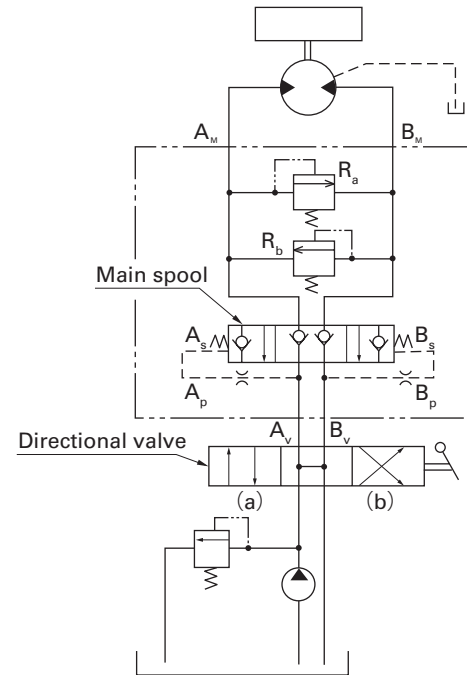 A_M B_M
R_a
R_b
Main spool
A_s B_s
A_p B_p
A_v B_v
Directional valve
(a) (b)